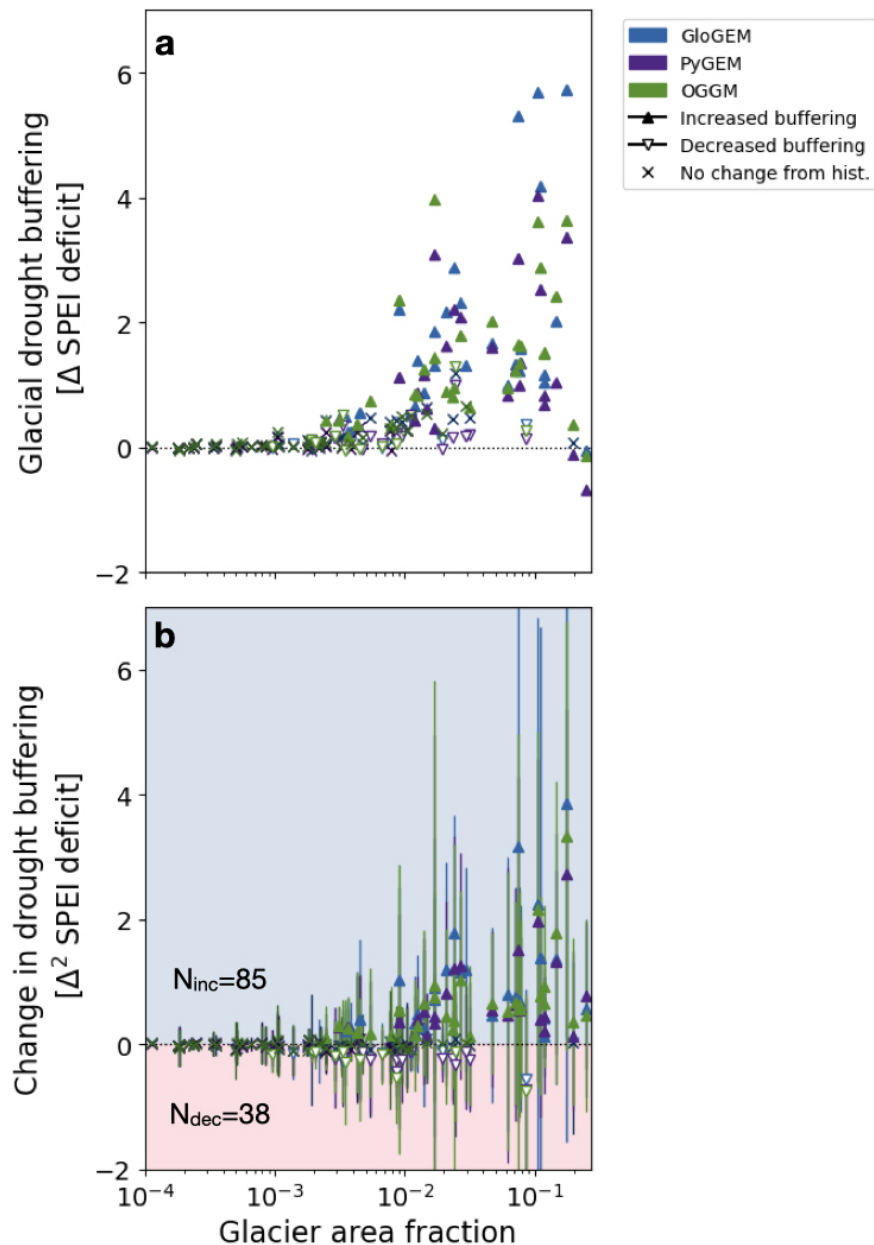 a
6
4
2
0
−2
Glacial drought buffering
[Δ SPEI deficit]
GloGEM
PyGEM
OGGM
Increased buffering
Decreased buffering
No change from hist.
b
6
4
2
0
−2
Change in drought buffering
[Δ² SPEI deficit]
Nᵢₙc=85
N_dec=38
10⁻⁴ 10⁻³ 10⁻² 10⁻¹
Glacier area fraction